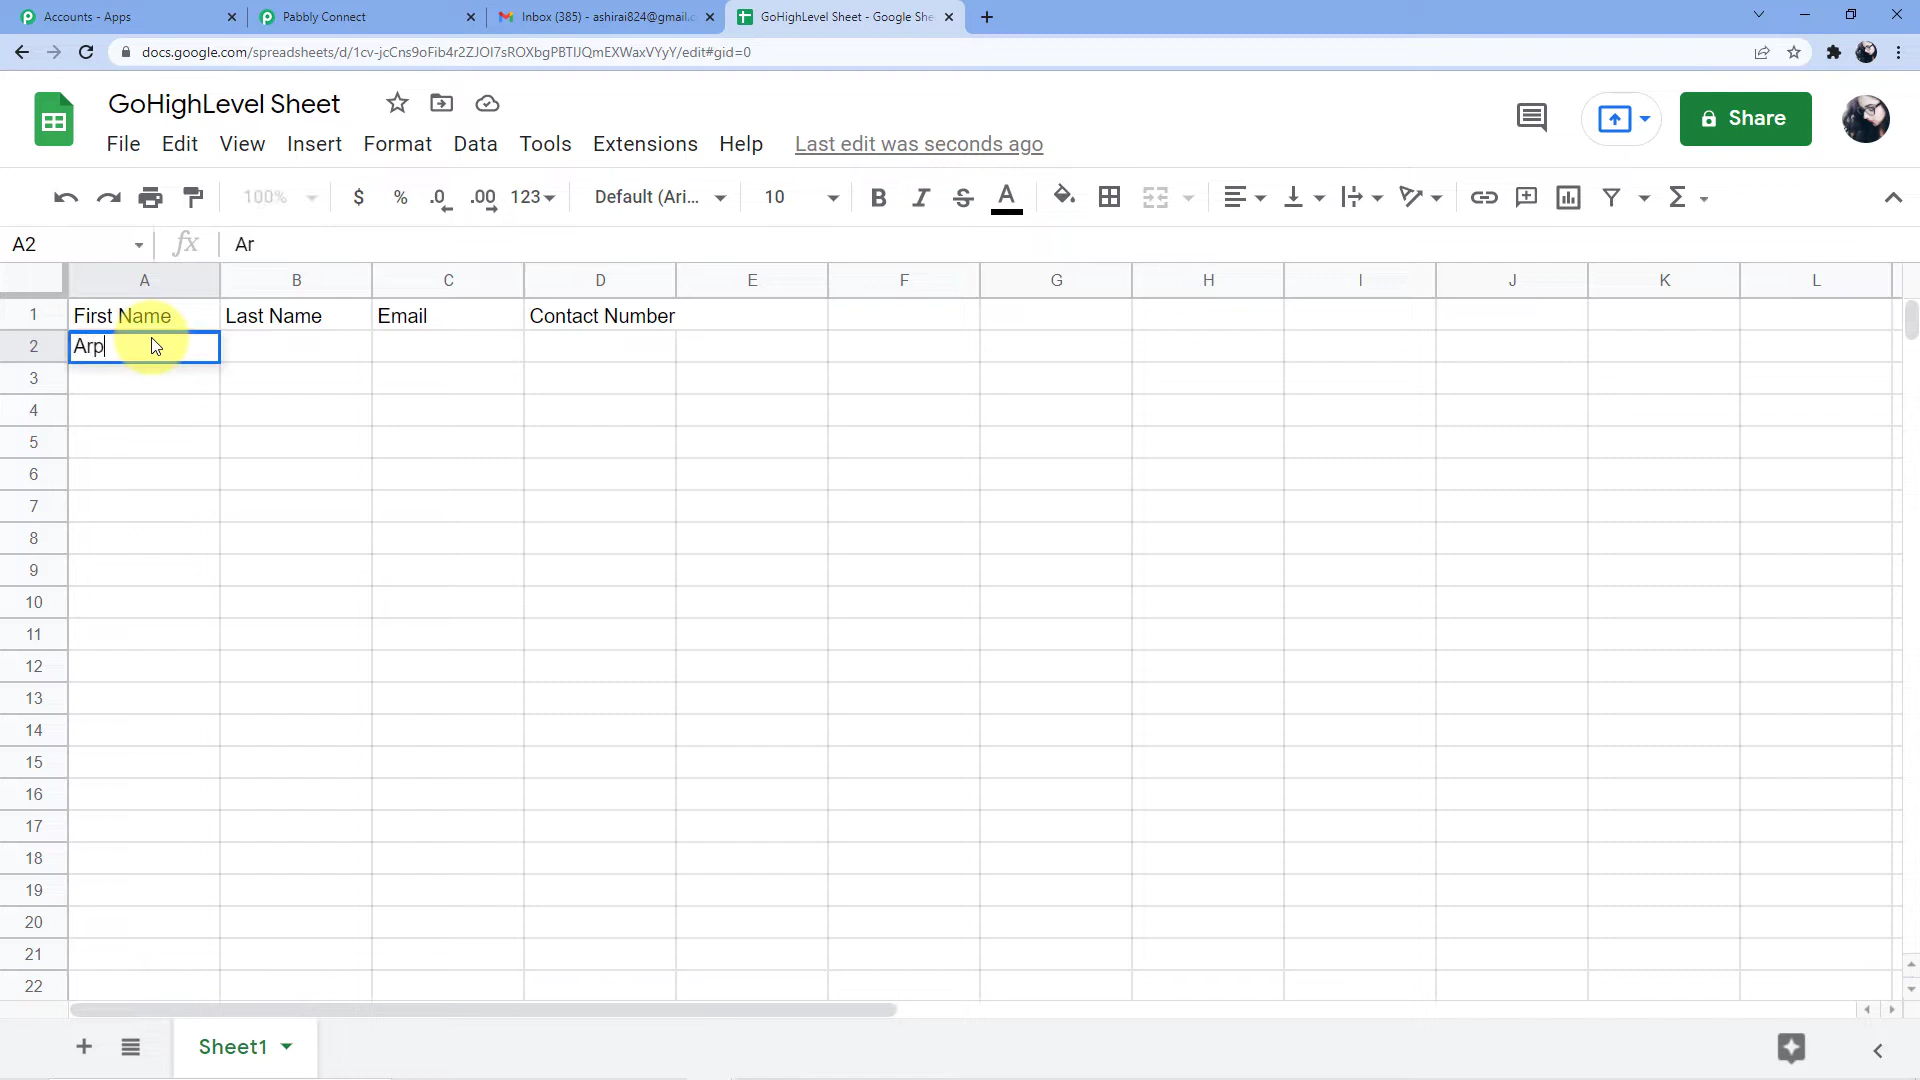 Accounts - Apps
Pabbly Connect
Inbox (385) - ashirai824@gmail.c
GoHighLevel Sheet - Google She
docs.google.com/spreadsheets/d/1cv-jcCns9oFib4r2ZJOI7sROXbgPBTIJQmEXWaxVYyY/edit#gid=0
GoHighLevel Sheet
File Edit View Insert Format Data Tools Extensions Help Last edit was seconds ago
Share
100% $ % .0 .00 123 Default (Ari... 10 B I S A Σ
A2 fx Ar
A B C D E F G H I J K L
1 First Name Last Name Email Contact Number
2 Arp
3
4
5
6
7
8
9
10
11
12
13
14
15
16
17
18
19
20
21
22
Sheet1